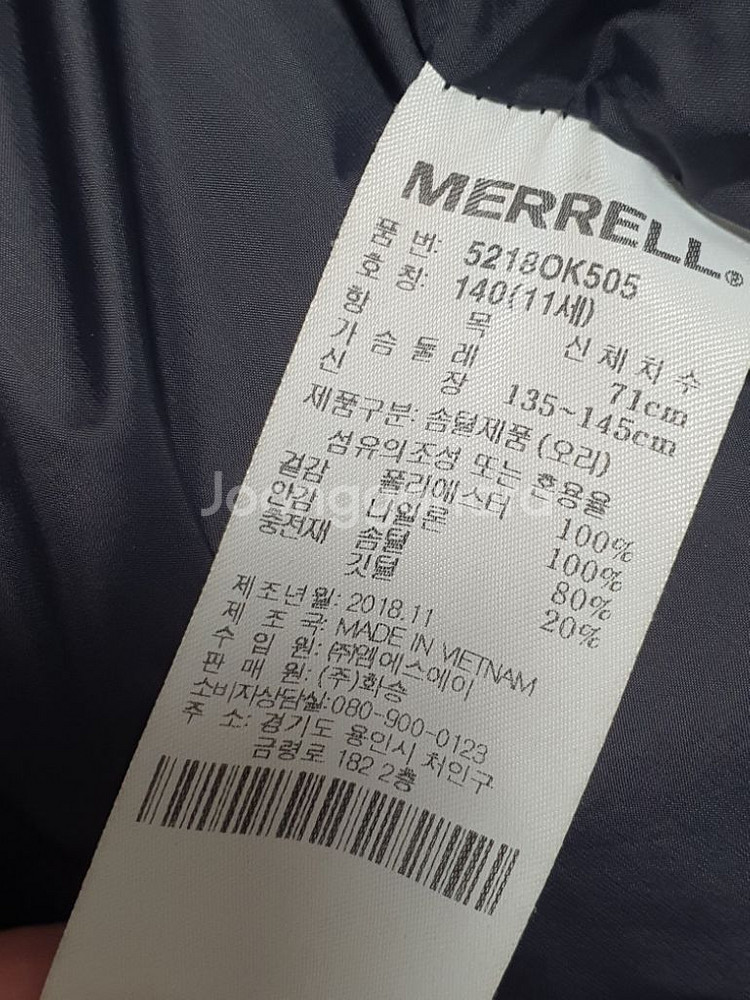 MERRELL®
품 번: 5218OK505
호 칭: 140(11세)
항 목 신체치수
가슴둘레 71cm
신 장 135~145cm
제품구분: 솜털제품(오리)
섬유의조성 또는 혼용율
겉감 폴리에스터 100%
안감 나일론 100%
충전재 솜털 80%
깃털 20%
제조년월: 2018.11
제 조 국: MADE IN VIETNAM
수 입 원: (주)엠에스에이
판 매 원: (주)화승
소비자상담실:080-900-0123
주 소: 경기도 용인시 처인구
금령로 182 2층